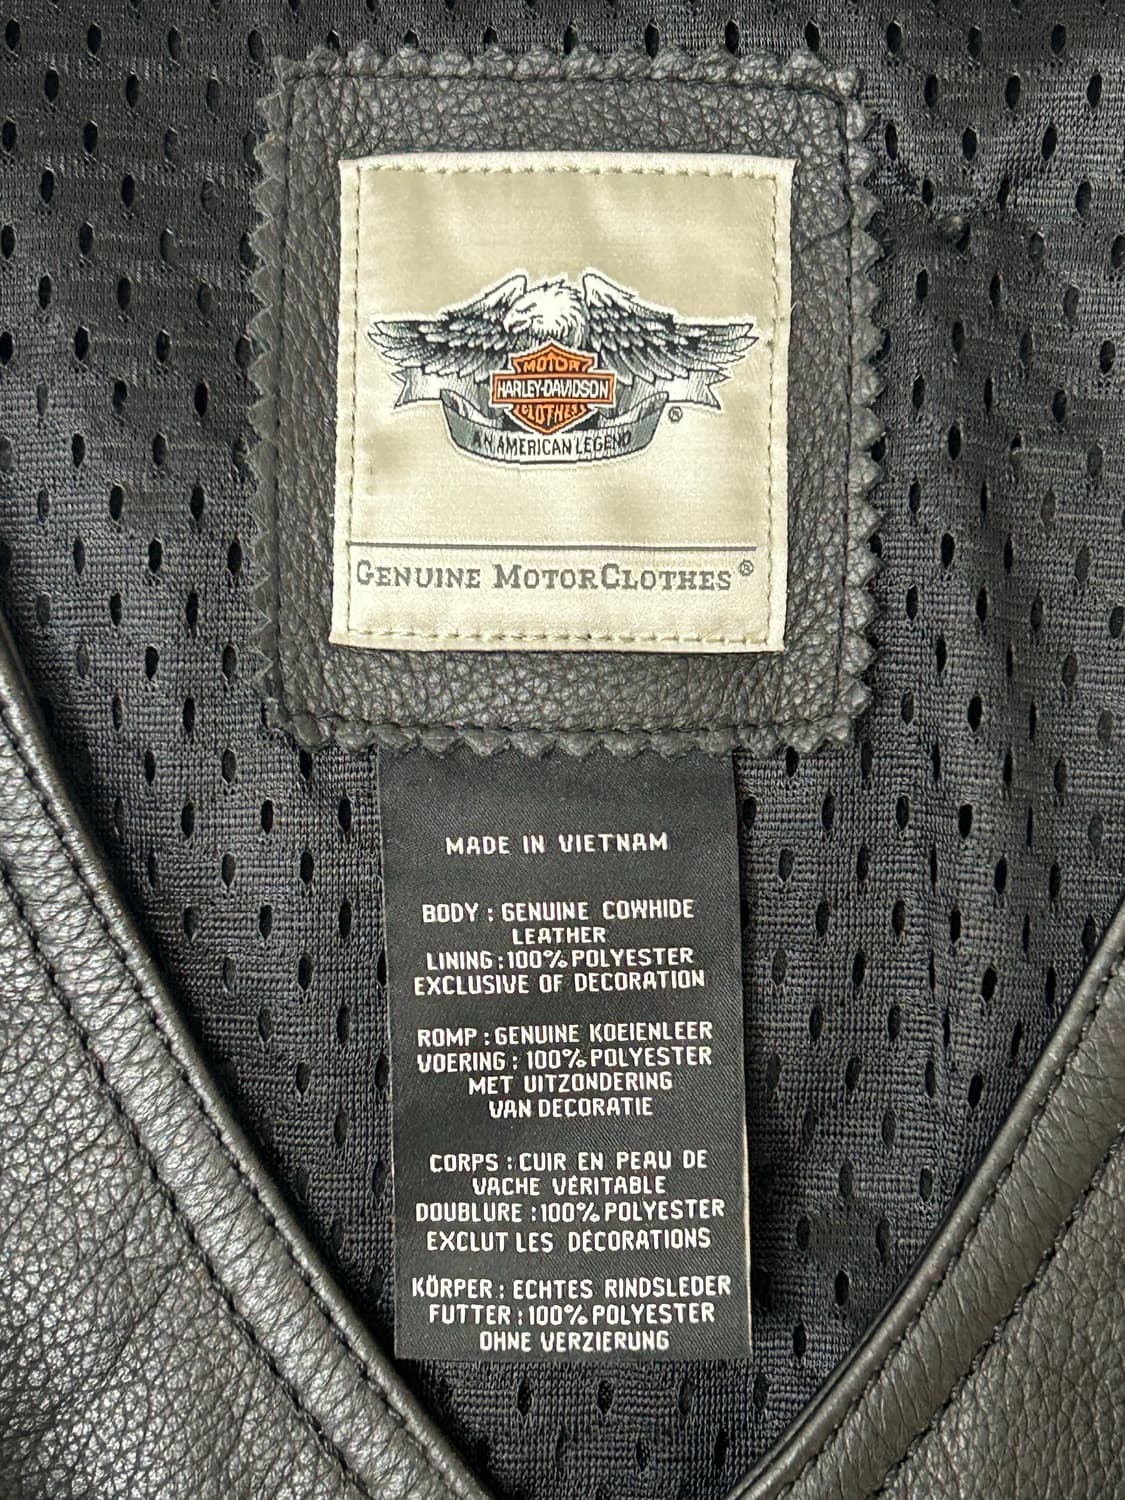 MOTOR
HARLEY-DAVIDSON
CLOTHES
®
AN AMERICAN LEGEND
GENUINE MOTORCLOTHES®
MADE IN VIETNAM
BODY : GENUINE COWHIDE
LEATHER
LINING : 100% POLYESTER
EXCLUSIVE OF DECORATION
ROMP : GENUINE KOEIENLEER
VOERING : 100% POLYESTER
MET UITZONDERING
VAN DECORATIE
CORPS : CUIR EN PEAU DE
VACHE VÉRITABLE
DOUBLURE : 100% POLYESTER
EXCLUT LES DÉCORATIONS
KÖRPER : ECHTES RINDSLEDER
FUTTER : 100% POLYESTER
OHNE VERZIERUNG